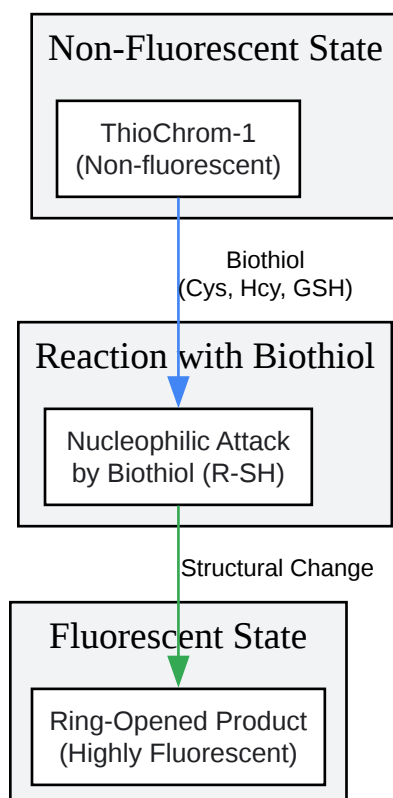 Non-Fluorescent State
ThioChrom-1
(Non-fluorescent)
Biothiol
(Cys, Hcy, GSH)
Reaction with Biothiol
Nucleophilic Attack
by Biothiol (R-SH)
Structural Change
Fluorescent State
Ring-Opened Product
(Highly Fluorescent)